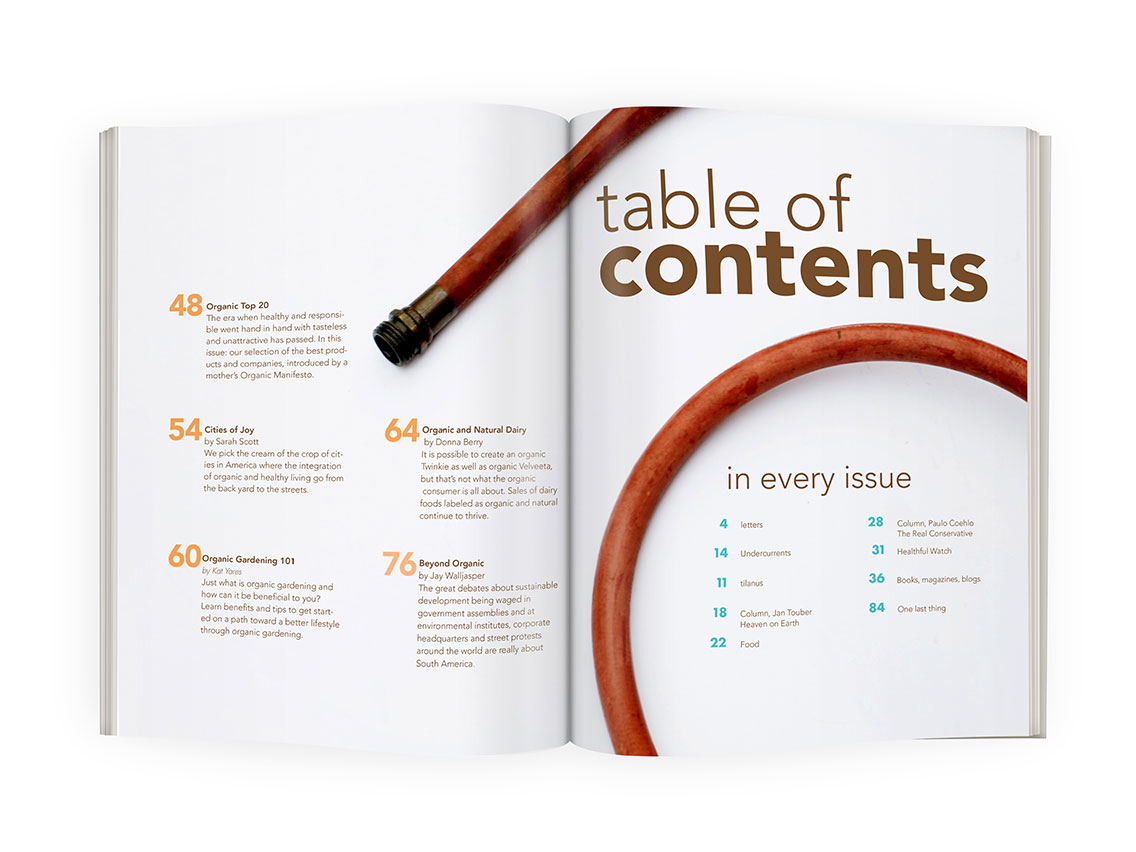 48 Organic Top 20
The era when healthy and responsi-
ble went hand in hand with tasteless
and unattractive has passed. In this
issue: our selection of the best prod-
ucts and companies, introduced by a
mother's Organic Manifesto.
54 Cities of Joy
by Sarah Scott
We pick the cream of the crop of cit-
ies in America where the integration
of organic and healthy living go from
the back yard to the streets.
60 Organic Gardening 101
by Kat Yares
Just what is organic gardening and
how can it be beneficial to you?
Learn benefits and tips to get start-
ed on a path toward a better lifestyle
through organic gardening.
64 Organic and Natural Dairy
by Donna Berry
It is possible to create an organic
Twinkie as well as organic Velveeta,
but that's not what the organic
consumer is all about. Sales of dairy
foods labeled as organic and natural
continue to thrive.
76 Beyond Organic
by Jay Walljasper
The great debates about sustainable
development being waged in
government assemblies and at
environmental institutes, corporate
headquarters and street protests
around the world are really about
South America.
table of
contents
in every issue
4 letters
14 Undercurrents
11 tilanus
18 Column, Jan Touber
Heaven on Earth
22 Food
28 Column, Paulo Coehlo
The Real Conservative
31 Healthful Watch
36 Books, magazines, blogs
84 One last thing